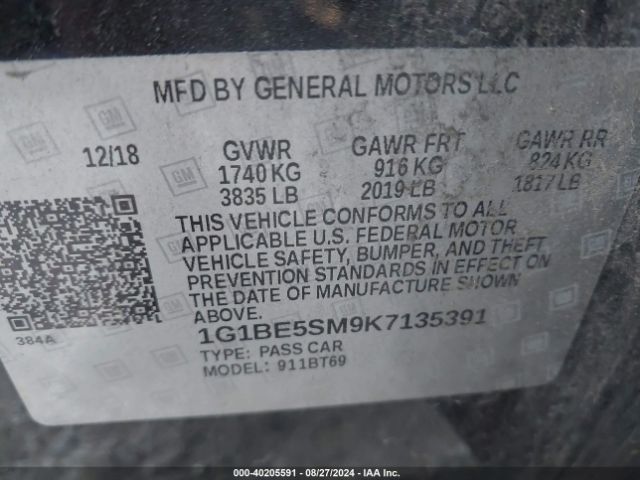 MFD BY GENERAL MOTORS LLC
12/18 GVWR GAWR FRT GAWR RR
1740 KG 916 KG 824 KG
3835 LB 2019 LB 1817 LB
THIS VEHICLE CONFORMS TO ALL
APPLICABLE U.S. FEDERAL MOTOR
VEHICLE SAFETY, BUMPER, AND THEFT
PREVENTION STANDARDS IN EFFECT ON
THE DATE OF MANUFACTURE SHOWN
ABOVE.
1G1BE5SM9K7135391
384A
TYPE: PASS CAR
MODEL: 911BT69
GM
00-40205591 - 08/27/2024 - IAA Inc.